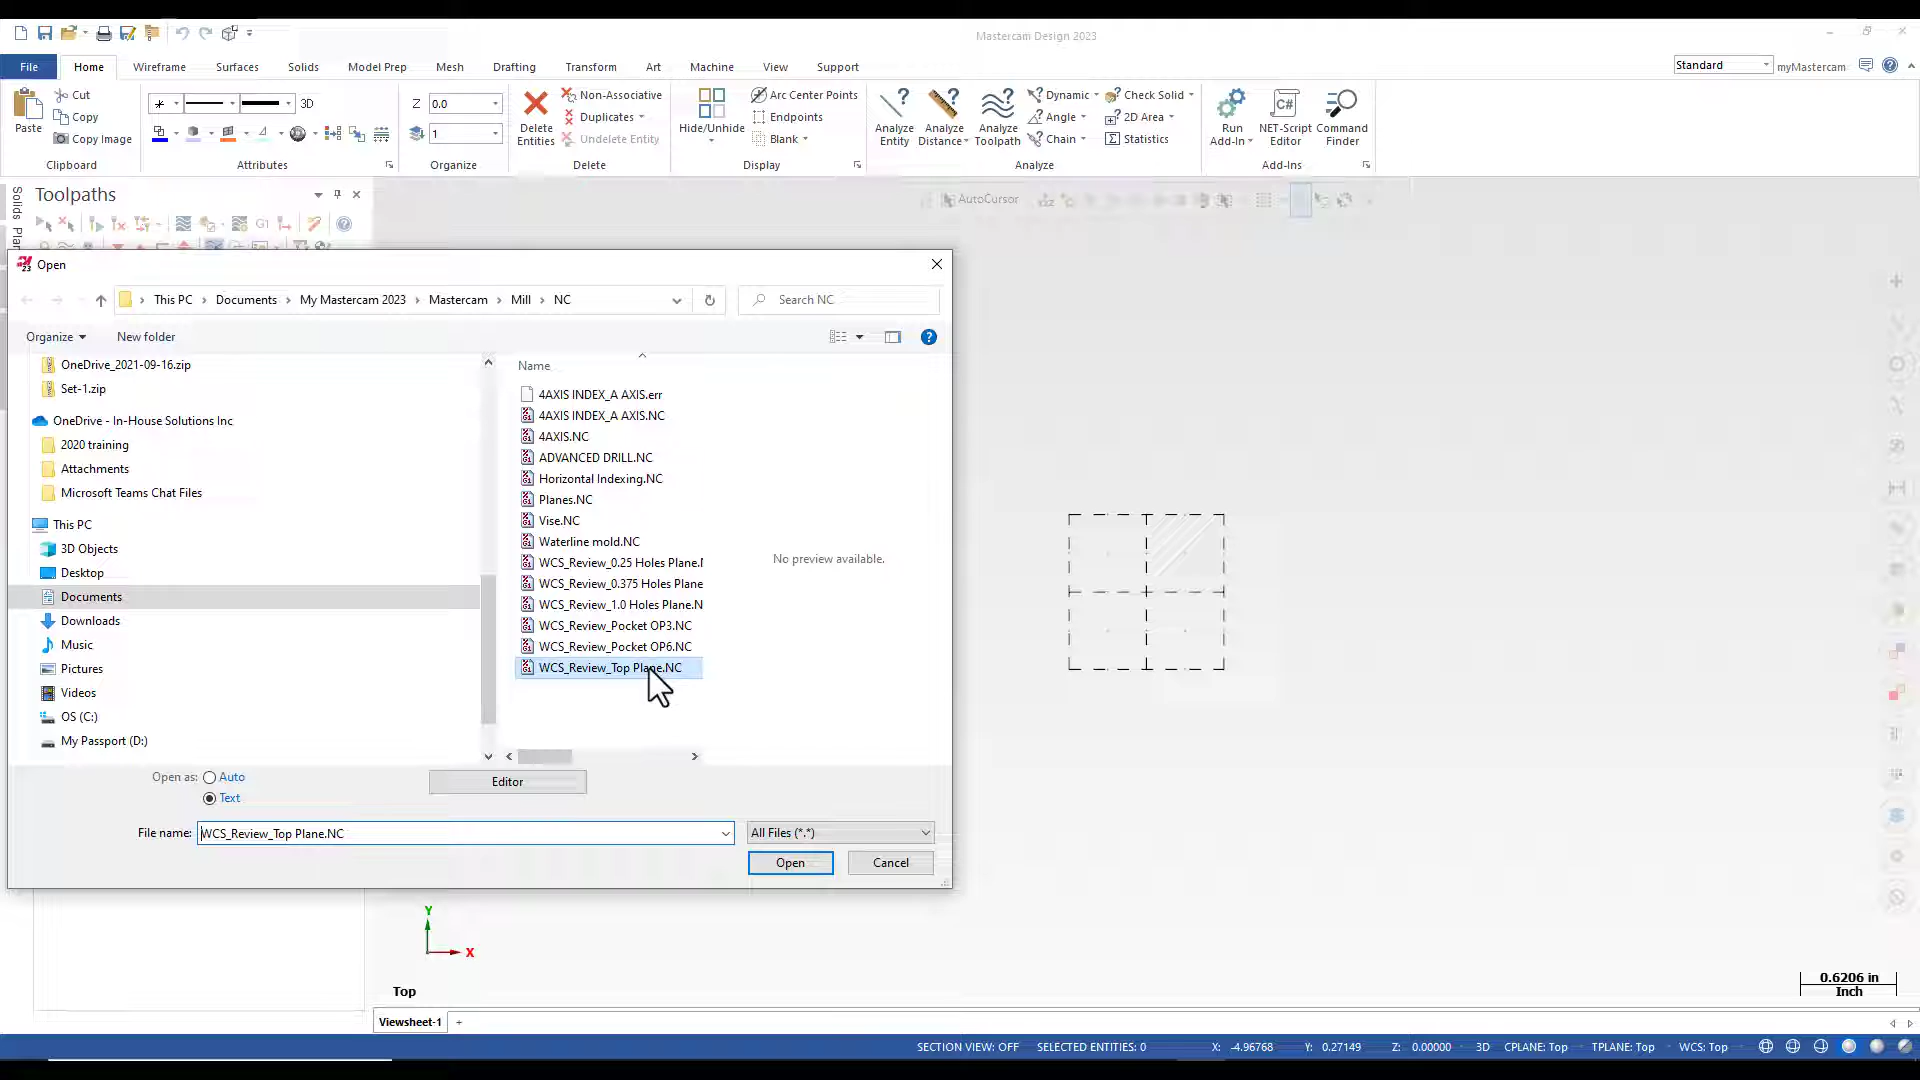 Mastercam Design 2023
File
Home
Wireframe
Surfaces
Solids
Model Prep
Mesh
Drafting
Transform
Art
Machine
View
Support
Standard
myMastercam
Paste
Cut
Copy
Copy Image
Clipboard
3D
Attributes
Z 0.0
1
Organize
Delete Entities
Non-Associative
Duplicates
Undelete Entity
Delete
Hide/Unhide
Arc Center Points
Endpoints
Blank
Display
Analyze Entity
Analyze Distance
Analyze Toolpath
Dynamic
Angle
Chain
Check Solid
2D Area
Statistics
Analyze
Run Add-In
NET-Script Editor
Command Finder
Add-Ins
Solids
Toolpaths
G1
AutoCursor
Open
This PC > Documents > My Mastercam 2023 > Mastercam > Mill > NC
Search NC
Organize
New folder
OneDrive_2021-09-16.zip
Set-1.zip
OneDrive - In-House Solutions Inc
2020 training
Attachments
Microsoft Teams Chat Files
This PC
3D Objects
Desktop
Documents
Downloads
Music
Pictures
Videos
OS (C:)
My Passport (D:)
Name
4AXIS INDEX_A AXIS.err
4AXIS INDEX_A AXIS.NC
4AXIS.NC
ADVANCED DRILL.NC
Horizontal Indexing.NC
Planes.NC
Vise.NC
Waterline mold.NC
WCS_Review_0.25 Holes Plane.
WCS_Review_0.375 Holes Plane
WCS_Review_1.0 Holes Plane.N
WCS_Review_Pocket OP3.NC
WCS_Review_Pocket OP6.NC
WCS_Review_Top Plane.NC
No preview available.
Open as:
Auto
Text
Editor
File name: WCS_Review_Top Plane.NC
All Files (*.*)
Open
Cancel
Y
X
Top
0.6206 in
Inch
Viewsheet-1
+
SECTION VIEW: OFF SELECTED ENTITIES: 0 X: -4.96768 Y: 0.27149 Z: 0.00000 3D CPLANE: Top TPLANE: Top WCS: Top